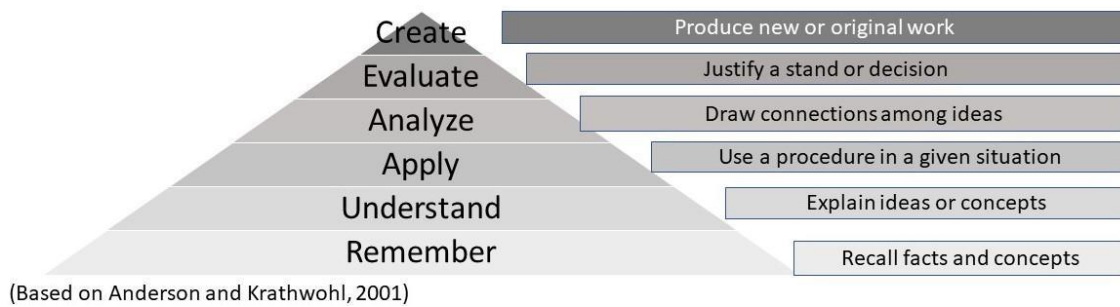 Create
Produce new or original work
Evaluate
Justify a stand or decision
Analyze
Draw connections among ideas
Apply
Use a procedure in a given situation
Understand
Explain ideas or concepts
Remember
Recall facts and concepts
(Based on Anderson and Krathwohl, 2001)